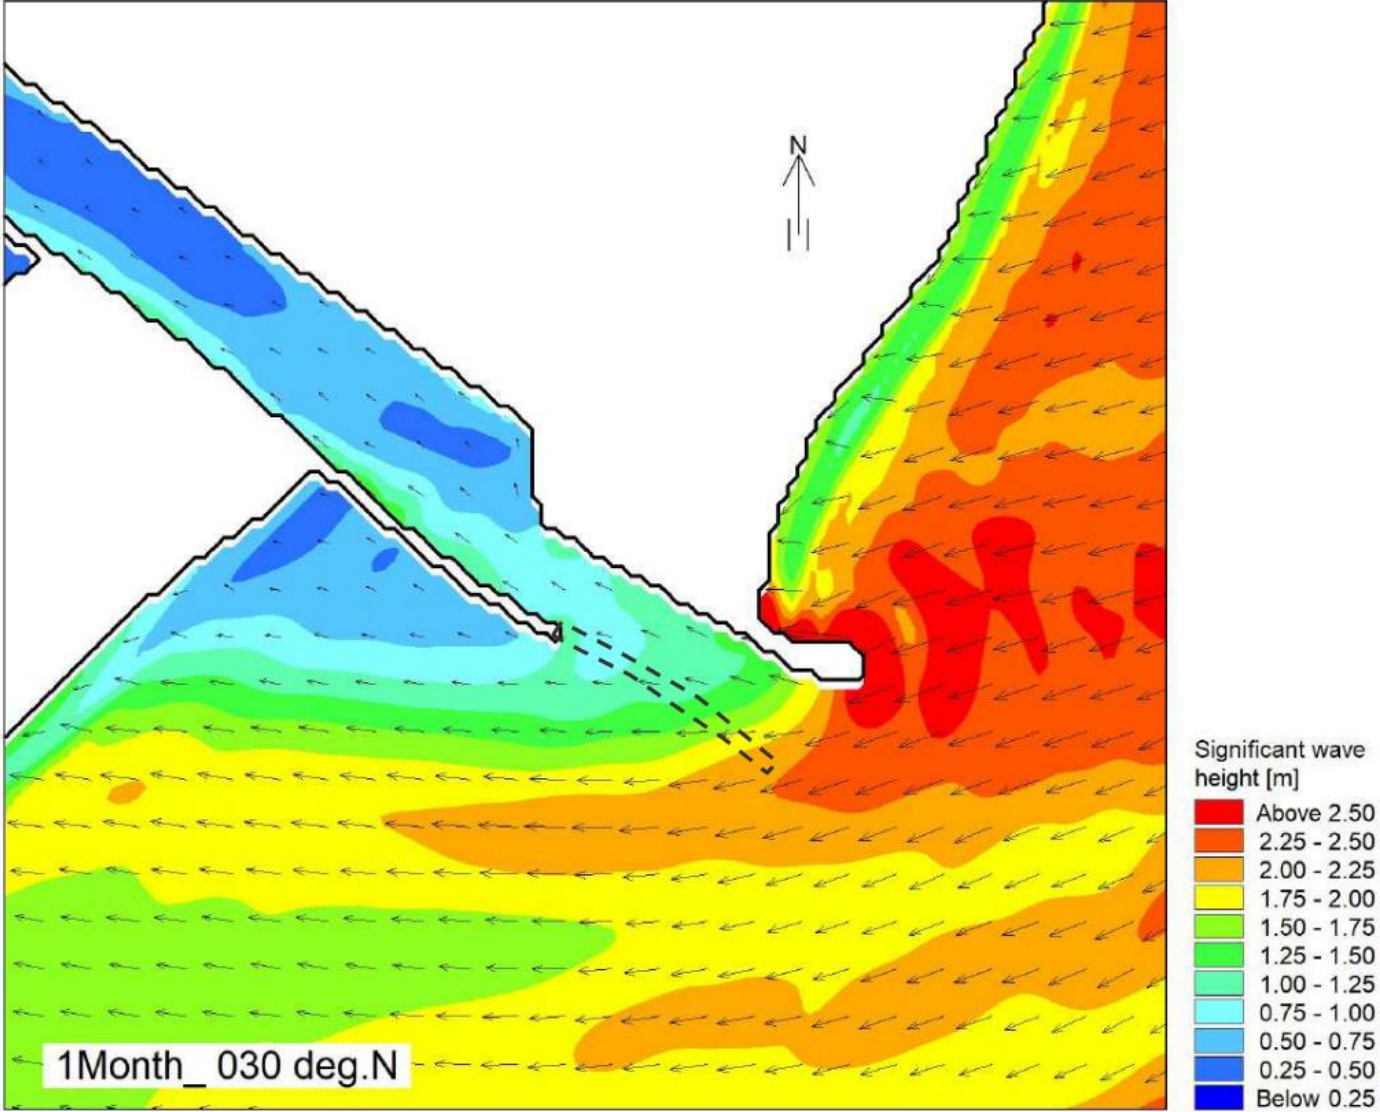 N
Significant wave
height [m]
Above 2.50
2.25 - 2.50
2.00 - 2.25
1.75 - 2.00
1.50 - 1.75
1.25 - 1.50
1.00 - 1.25
0.75 - 1.00
0.50 - 0.75
0.25 - 0.50
Below 0.25
1Month_ 030 deg.N